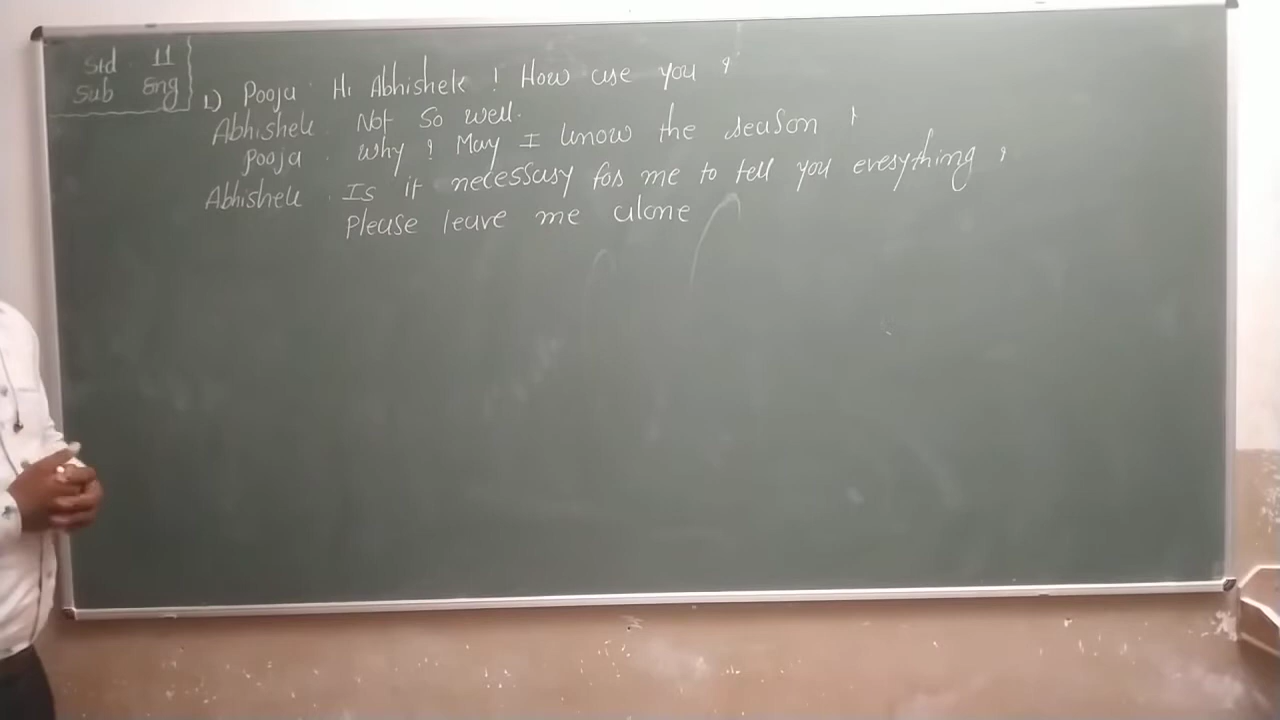 Std 11
Sub Eng
1) Pooja : Hi Abhishek ! How are you ?
Abhishek : Not So well.
Pooja : Why ? May I know the reason ?
Abhishek : Is it necessary for me to tell you everything ?
Please leave me alone